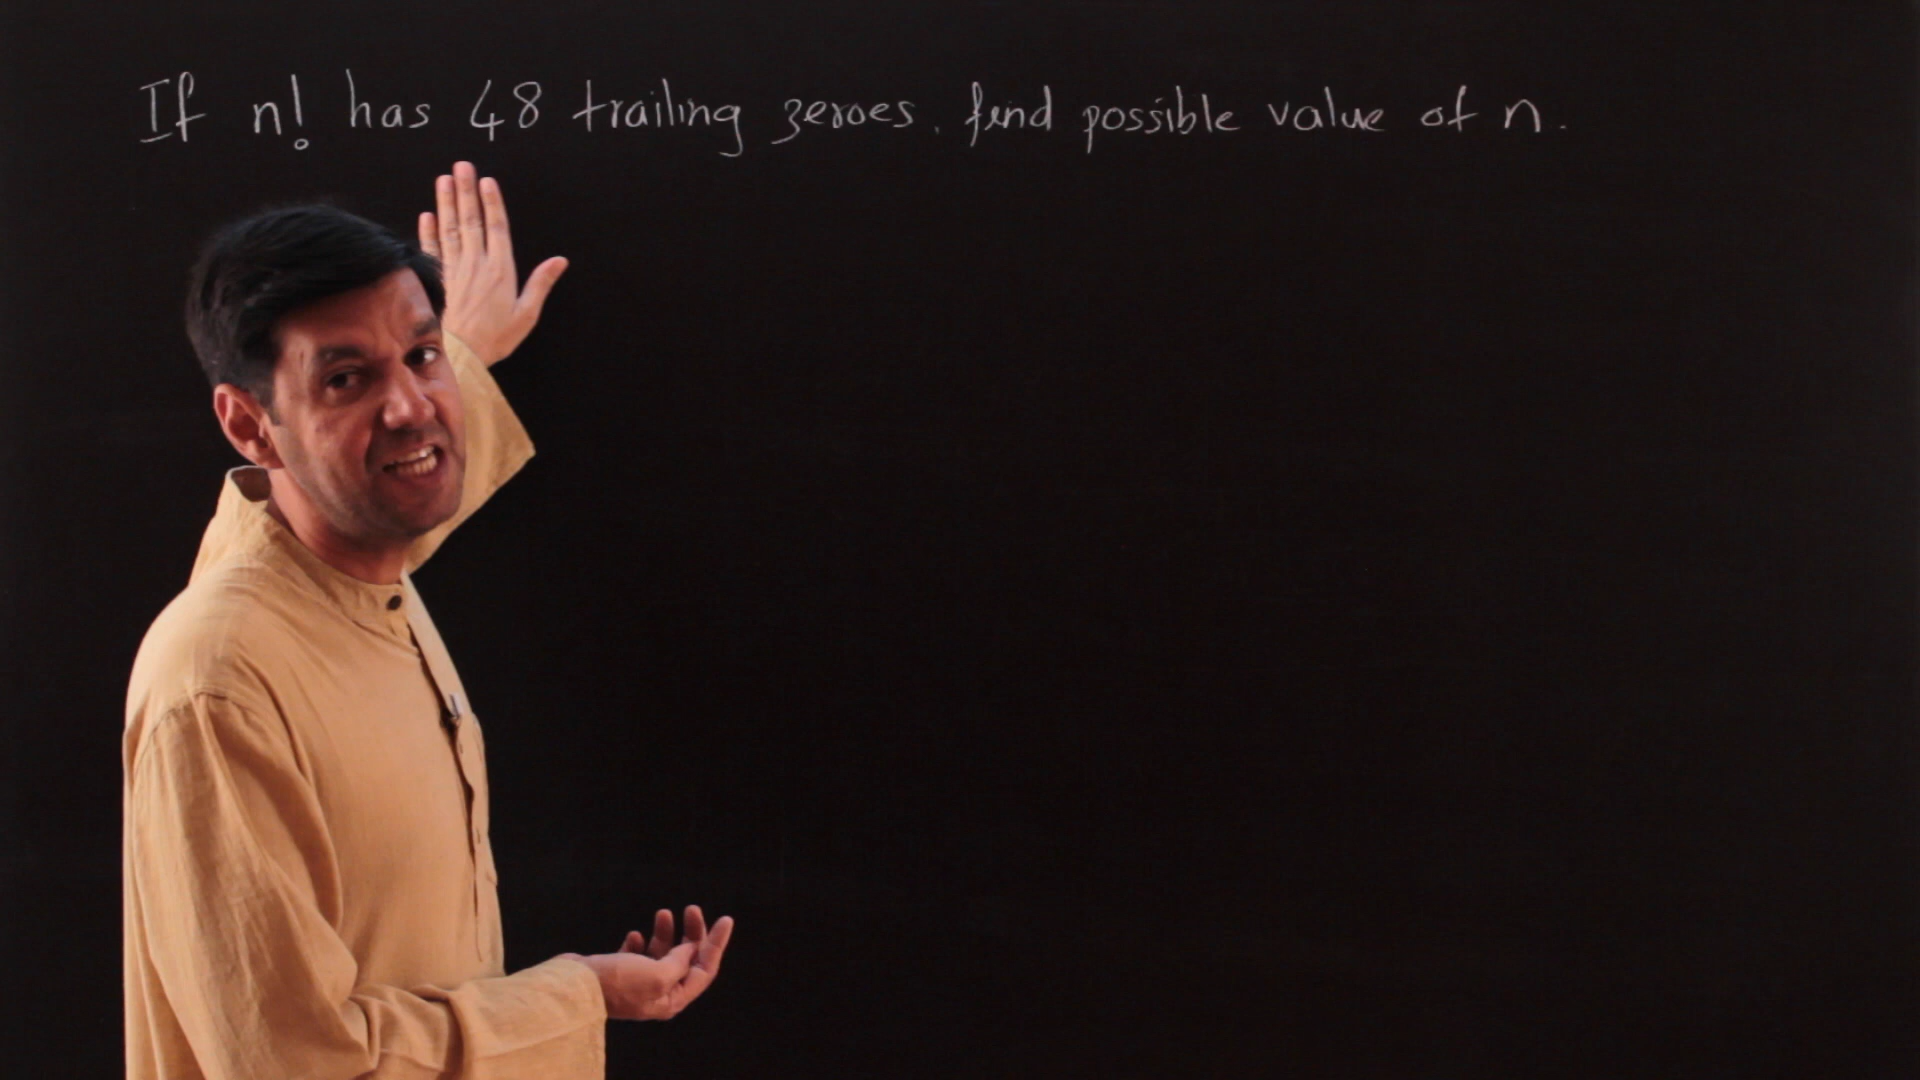 If n! has 48 trailing zeroes, find possible value of n.